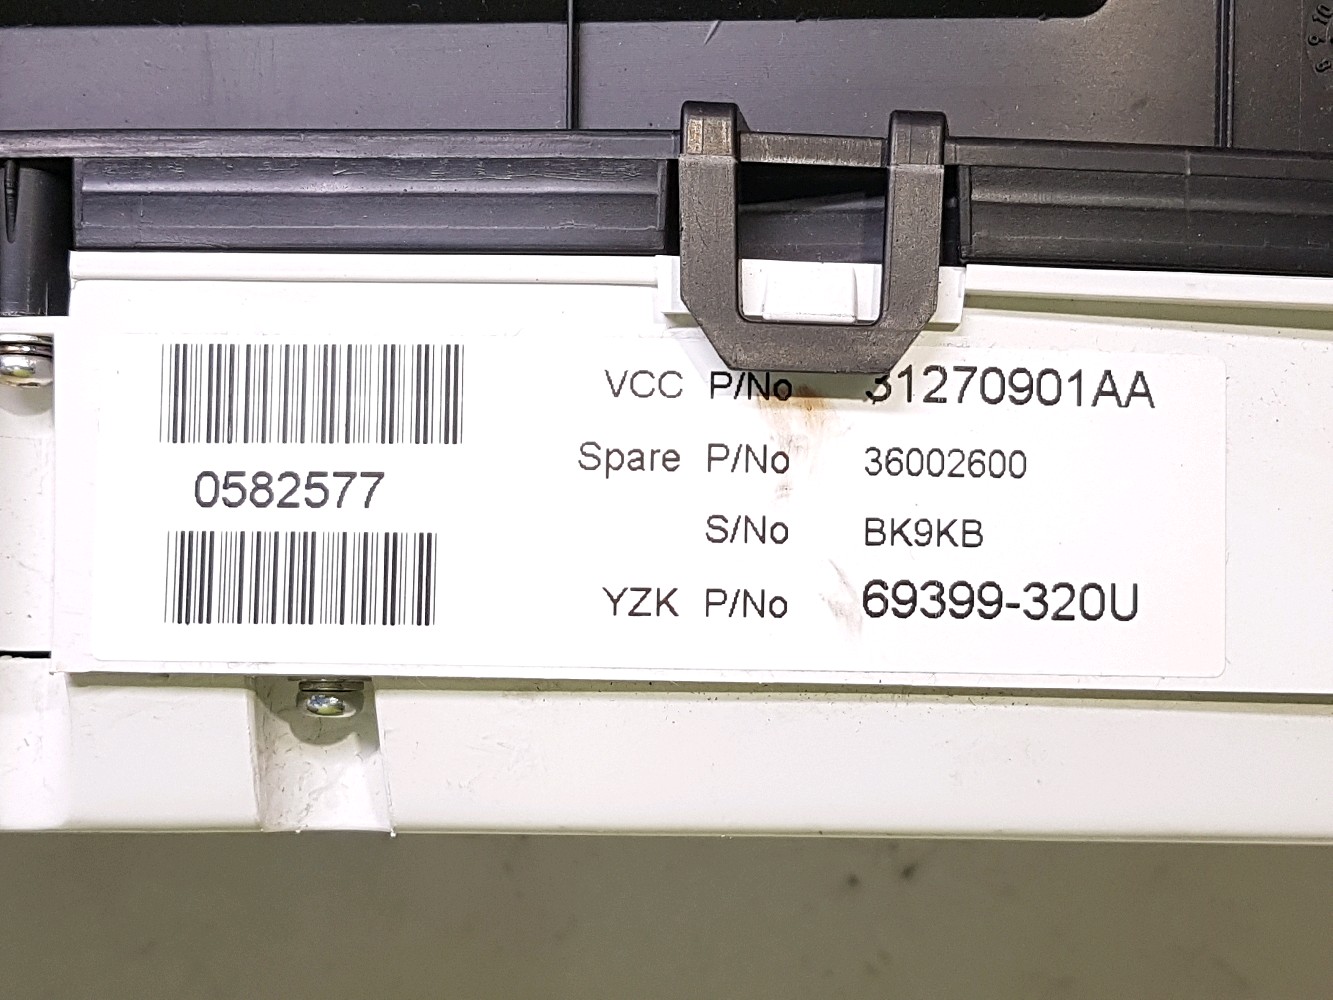 0582577
VCC P/No 31270901AA
Spare P/No 36002600
S/No BK9KB
YZK P/No 69399-320U